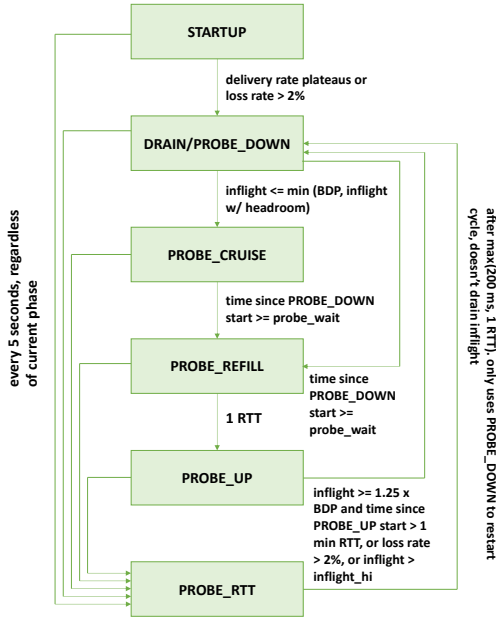 STARTUP
delivery rate plateaus or
loss rate > 2%
DRAIN/PROBE_DOWN
inflight <= min (BDP, inflight
w/ headroom)
PROBE_CRUISE
time since PROBE_DOWN
start >= probe_wait
PROBE_REFILL
time since
PROBE_DOWN
start >=
probe_wait
1 RTT
PROBE_UP
inflight >= 1.25 x
BDP and time since
PROBE_UP start > 1
min RTT, or loss rate
> 2%, or inflight >
inflight_hi
PROBE_RTT
every 5 seconds, regardless
of current phase
after max(200 ms, 1 RTT), only uses PROBE_DOWN to restart
cycle, doesn't drain inflight